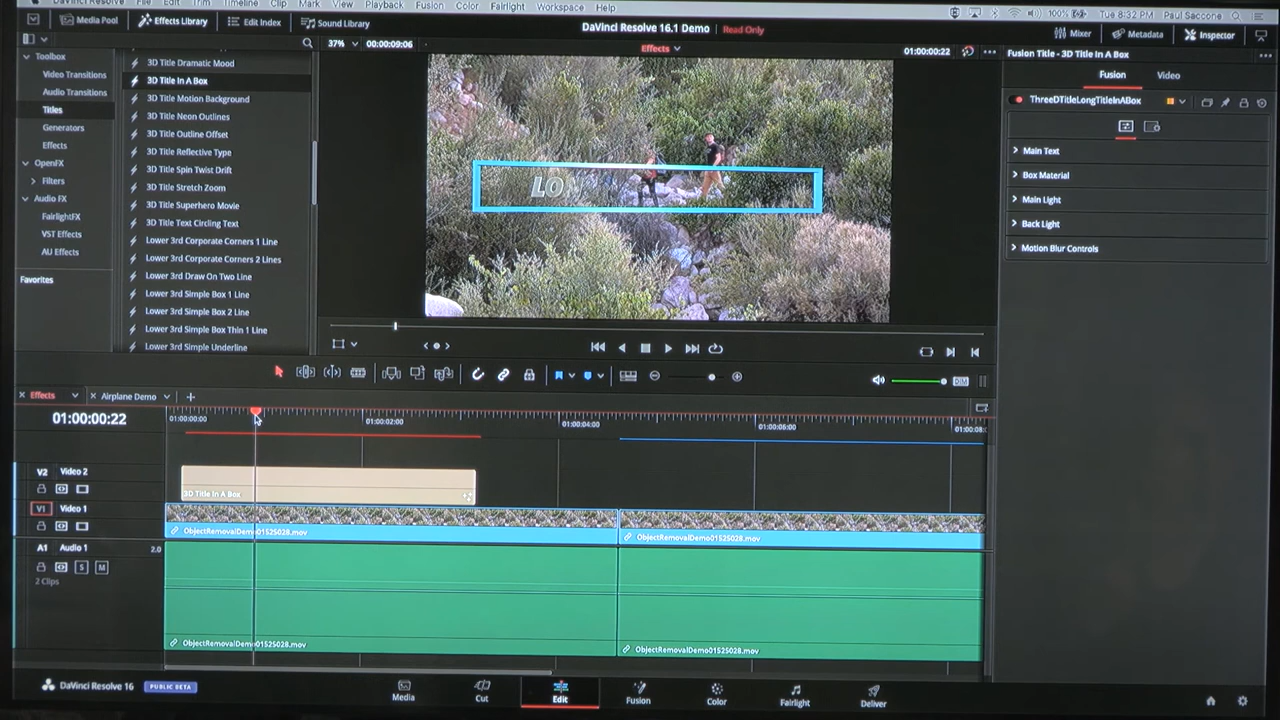 DaVinci Resolve File Edit Trim Timeline Clip Mark View Playback Fusion Color Fairlight Workspace Help
100% Tue 8:32 PM Paul Saccone
Media Pool Effects Library Edit Index Sound Library
DaVinci Resolve 16.1 Demo Read Only
Mixer Metadata Inspector
37% 00:00:09:06
Effects
01:00:00:22
Fusion Title - 3D Title In A Box
Fusion Video
ThreeDTitleLongTitleInABox
Main Text
Box Material
Main Light
Back Light
Motion Blur Controls
Toolbox
Video Transitions
Audio Transitions
Titles
Generators
Effects
OpenFX
Filters
Audio FX
FairlightFX
VST Effects
AU Effects
Favorites
3D Title Dramatic Mood
3D Title In A Box
3D Title Motion Background
3D Title Neon Outlines
3D Title Outline Offset
3D Title Reflective Type
3D Title Spin Twist Drift
3D Title Stretch Zoom
3D Title Superhero Movie
3D Title Text Circling Text
Lower 3rd Corporate Corners 1 Line
Lower 3rd Corporate Corners 2 Lines
Lower 3rd Draw On Two Line
Lower 3rd Simple Box 1 Line
Lower 3rd Simple Box 2 Line
Lower 3rd Simple Box Thin 1 Line
Lower 3rd Simple Underline
LON
DIM
Effects Airplane Demo
01:00:00:22
01:00:00:00 01:00:02:00 01:00:04:00 01:00:06:00 01:00:08:
V2 Video 2
3D Title In A Box
V1 Video 1
ObjectRemovalDemo01525028.mov ObjectRemovalDemo01525028.mov
A1 Audio 1 2.0
S M
2 Clips
ObjectRemovalDemo01525028.mov ObjectRemovalDemo01525028.mov
DaVinci Resolve 16 PUBLIC BETA
Media Cut Edit Fusion Color Fairlight Deliver